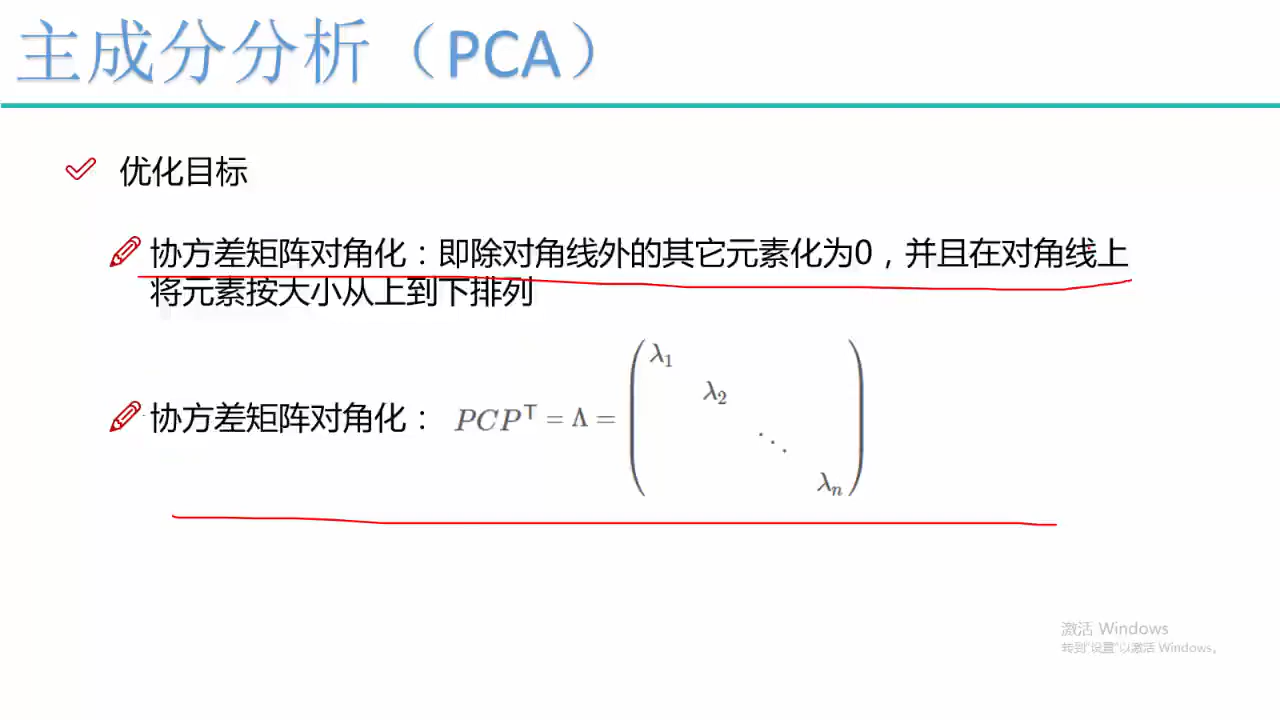 主成分分析（PCA）
优化目标
协方差矩阵对角化：即除对角线外的其它元素化为0，并且在对角线上
将元素按大小从上到下排列
协方差矩阵对角化： PCPᵀ = Λ = (λ₁ λ₂ ⋱ λₙ)
激活 Windows
转到“设置”以激活 Windows。